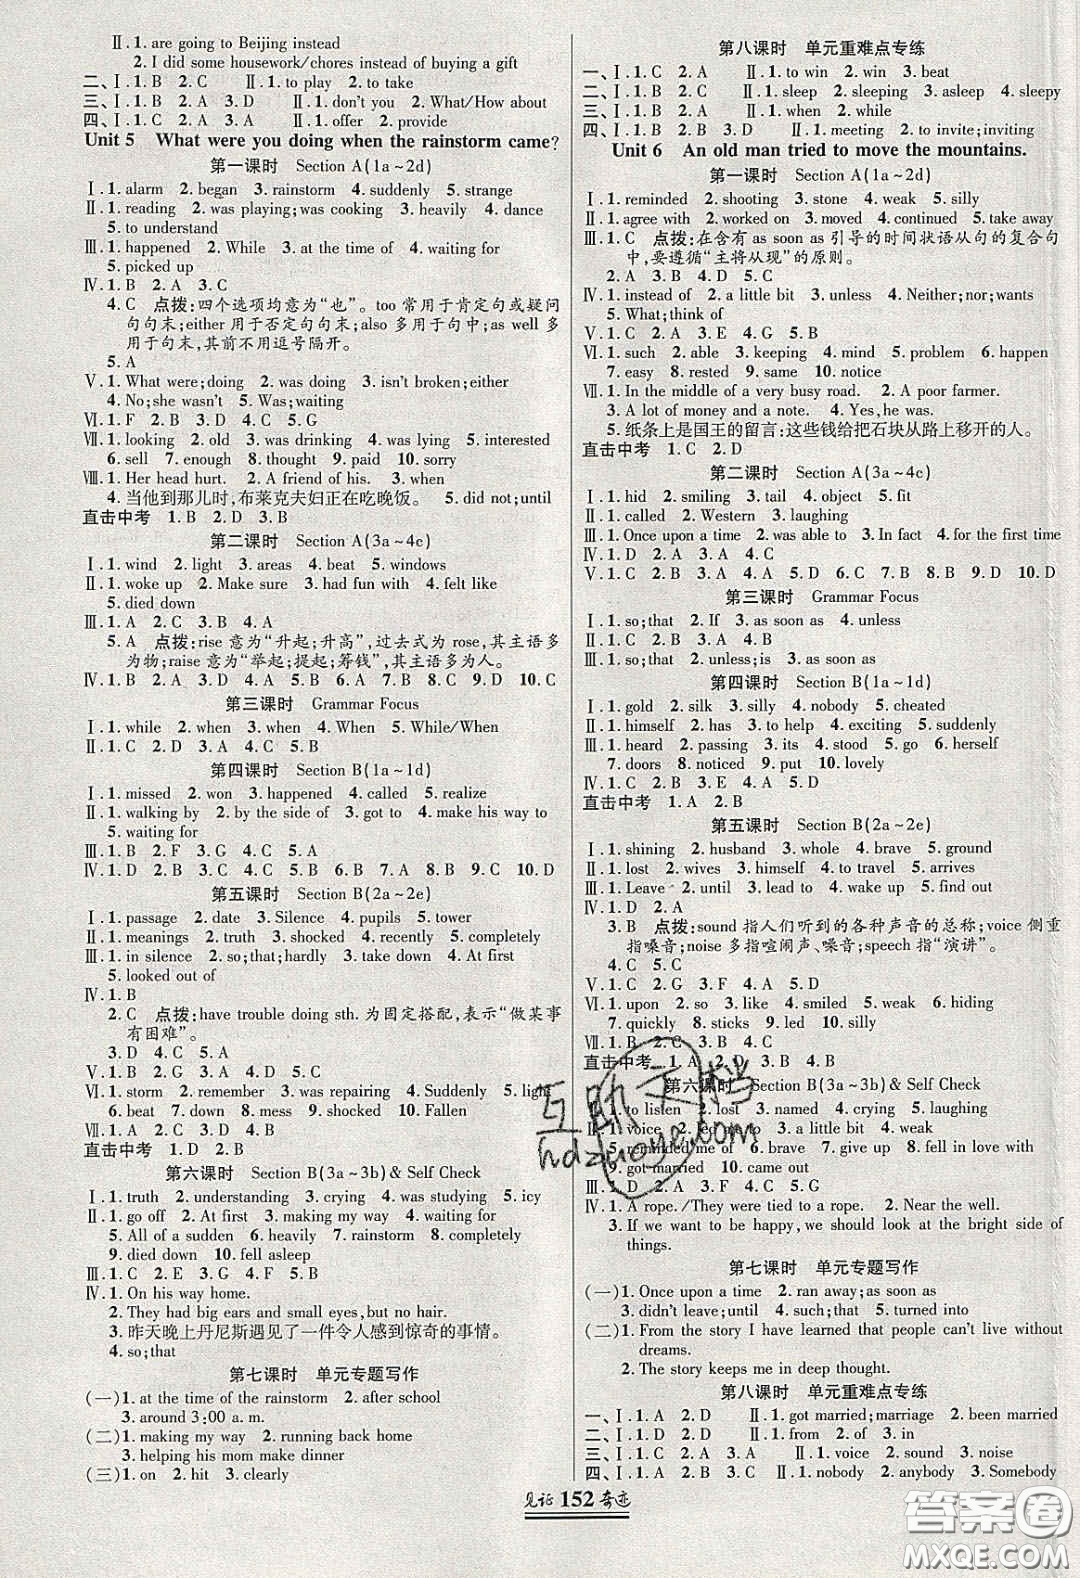 Ⅱ. 1. are going to Beijing instead
2. I did some housework/chores instead of buying a gift
二、Ⅰ. 1. B 2. C Ⅱ. 1. to play 2. to take
三、Ⅰ. 1. B 2. A 3. D Ⅱ. 1. don't you 2. What/How about
四、Ⅰ. 1. C 2. A Ⅱ. 1. offer 2. provide
Unit 5 What were you doing when the rainstorm came?
第一课时 Section A(1a~2d)
Ⅰ. 1. alarm 2. began 3. rainstorm 4. suddenly 5. strange
Ⅱ. 1. reading 2. was playing;was cooking 3. heavily 4. dance
5. to understand
Ⅲ. 1. happened 2. While 3. at the time of 4. waiting for
5. picked up
Ⅳ. 1. B 2. A 3. C
4. C 点拨:四个选项均意为“也”。too 常用于肯定句或疑问
句句末;either 用于否定句句末;also 多用于句中;as well 多
用于句末,其前不用逗号隔开。
5. A
Ⅴ. 1. What were;doing 2. was doing 3. isn't broken;either
4. No;she wasn't 5. Was;waiting
Ⅵ. 1. F 2. B 3. D 4. C 5. G
Ⅶ. 1. looking 2. old 3. was drinking 4. lying 5. interested
6. sell 7. enough 8. thought 9. paid 10. sorry
Ⅷ. 1. Her head hurt. 2. A friend of his. 3. when
4. 当他到那儿时,布莱克夫妇正在吃晚饭。 5. did not;until
直击中考 1. B 2. D 3. B
第二课时 Section A(3a~4c)
Ⅰ. 1. wind 2. light 3. areas 4. beat 5. windows
Ⅱ. 1. woke up 2. Make sure 3. had fun with 4. felt like
5. died down
Ⅲ. 1. A 2. C 3. A 4. C
5. A 点拨:rise 意为“升起;升高”,过去式为 rose,其主语多
为物;raise 意为“举起;提起;筹钱”,其主语多为人。
Ⅳ. 1. B 2. A 3. D 4. A 5. C 6. D 7. B 8. C 9. D 10. C
第三课时 Grammar Focus
Ⅰ. 1. while 2. when 3. when 4. When 5. While/When
Ⅱ. 1. C 2. D 3. A 4. C 5. B
第四课时 Section B(1a~1d)
Ⅰ. 1. missed 2. won 3. happened 4. called 5. realize
Ⅱ. 1. walking by 2. by the side of 3. got to 4. make his way to
5. waiting for
Ⅲ. 1. B 2. F 3. G 4. C 5. A
Ⅳ. 1. D 2. B 3. C 4. A 5. B 6. B 7. A 8. C 9. C 10. D
第五课时 Section B(2a~2e)
Ⅰ. 1. passage 2. date 3. Silence 4. pupils 5. tower
Ⅱ. 1. meanings 2. truth 3. shocked 4. recently 5. completely
Ⅲ. 1. in silence 2. so;that;hardly 3. take down 4. At first
5. looked out of
Ⅳ. 1. B
2. C 点拨:have trouble doing sth. 为固定搭配,表示“做某事
有困难”。
3. D 4. C 5. A
Ⅴ. 1. B 2. C 3. A 4. D 5. C
Ⅵ. 1. storm 2. remember 3. was repairing 4. Suddenly 5. light
6. beat 7. down 8. mess 9. shocked 10. Fallen
Ⅶ. 1. C 2. A 3. D 4. C 5. B
直击中考 1. D 2. B
第六课时 Section B(3a~3b) & Self Check
Ⅰ. 1. truth 2. understanding 3. crying 4. was studying 5. icy
Ⅱ. 1. go off 2. At first 3. making my way 4. waiting for
5. All of a sudden 6. heavily 7. rainstorm 8. completely
9. died down 10. fell asleep
Ⅲ. 1. C 2. B 3. C 4. D 5. A
Ⅳ. 1. On his way home.
2. They had big ears and small eyes,but no hair.
3. 昨天晚上丹尼斯遇见了一件令人感到惊奇的事情。
4. so;that
第七课时 单元专题写作
(一)1. at the time of the rainstorm 2. after school
3. around 3:00 a. m.
(二)1. making my way 2. running back home
3. helping his mom make dinner
(三)1. on 2. hit 3. clearly
第八课时 单元重难点专练
一、Ⅰ. 1. C 2. A Ⅱ. 1. to win 2. win 3. beat
二、Ⅰ. 1. B Ⅱ. 1. sleep 2. sleeping 3. asleep 4. sleepy
三、Ⅰ. 1. B 2. A Ⅱ. 1. when 2. while
四、Ⅰ. 1. B 2. B 3. D Ⅱ. 1. meeting 2. to invite;inviting
Unit 6 An old man tried to move the mountains.
第一课时 Section A(1a~2d)
Ⅰ. 1. reminded 2. shooting 3. stone 4. weak 5. silly
Ⅱ. 1. agree with 2. worked on 3. moved 4. continued 5. take away
Ⅲ. 1. C 点拨:在含有 as soon as 引导的时间状语从句的复合句
中,要遵循“主将从现”的原则。
2. A 3. D 4. C 5. A
Ⅳ. 1. instead of 2. a little bit 3. unless 4. Neither;nor;wants
5. What;think of
Ⅴ. 1. C 2. A 3. E 4. G 5. B
Ⅵ. 1. such 2. able 3. keeping 4. mind 5. problem 6. happen
7. easy 8. rested 9. same 10. notice
Ⅶ. 1. In the middle of a very busy road. 2. A poor farmer.
3. A lot of money and a note. 4. Yes,he was.
5. 纸条上是国王的留言:这些钱给把石块从路上移开的人。
直击中考 1. C 2. D
第二课时 Section A(3a~4c)
Ⅰ. 1. hid 2. smiling 3. tail 4. object 5. fit
Ⅱ. 1. called 2. Western 3. laughing
Ⅲ. 1. Once upon a time 2. was able to 3. In fact 4. for the first time
Ⅳ. 1. D 2. D 3. A 4. C
Ⅴ. 1. C 2. D 3. A 4. A 5. D 6. C 7. B 8. C 9. B 10. D
第三课时 Grammar Focus
Ⅰ. 1. so;that 2. If 3. as soon as 4. unless
Ⅱ. 1. B 2. C 3. A 4. A 5. C
Ⅲ. 1. so;that 2. unless;is 3. as soon as
第四课时 Section B(1a~1d)
Ⅰ. 1. gold 2. silk 3. silly 4. nobody 5. cheated
Ⅱ. 1. himself 2. has 3. to help 4. exciting 5. suddenly
Ⅲ. 1. heard 2. passing 3. its 4. stood 5. go 6. herself
7. doors 8. noticed 9. put 10. lovely
Ⅳ. 1. C 2. A 3. D 4. D 5. B
直击中考 1. A 2. B
第五课时 Section B(2a~2e)
Ⅰ. 1. shining 2. husband 3. whole 4. brave 5. ground
Ⅱ. 1. lost 2. wives 3. himself 4. to travel 5. arrives
Ⅲ. 1. Leave 2. until 3. lead to 4. made a plan to find
Ⅳ. 1. D 2. A
3. B 点拨:sound 指人们听到的各种声音的总称;voice 侧重
指嗓音;noise 多指喧闹声、噪音;speech 指“演讲”。
4. C 5. C
Ⅴ. 1. C 2. G 3. F 4. A 5. D
Ⅵ. 1. upon 2. so 3. like 4. smiled 5. weak 6. hiding
7. quickly 8. sticks 9. led 10. silly
Ⅶ. 1. B 2. C 3. C 4. A
直击中考 1. A 2. D 3. B 4. B
第六课时 Section B(3a~3b) & Self Check
Ⅰ. 1. to listen 2. lost 3. named 4. crying 5. laughing
1. voice 2. to 3. a little bit 4. weak
5. reminded me of 6. brave 7. give up 8. fell in love with
9. got married 10. came out
Ⅲ. 1. D 2. A 3. C 4. C 5. D
Ⅳ. 1. A rope. /They were tied to a rope. 2. Near the well.
3. If we want to be happy,we should look at the bright side of
things.
第七课时 单元专题写作
(一)1. Once upon a time 2. ran away;as soon as
3. didn't leave;until 4. such;that 5. turned into
(二)1. From the story I have learned that people can't live without
dreams.
2. The story keeps me in deep thought.
第八课时 单元重难点专练
一、Ⅰ. 1. A 2. D Ⅱ. 1. got married;marriage 2. been married
二、Ⅰ. 1. D 2. A Ⅱ. 1. from 2. of 3. in
三、Ⅰ. 1. C 2. A 3. A Ⅱ. 1. voice 2. sound 3. noise
四、Ⅰ. 1. C 2. B Ⅱ. 1. nobody 2. anybody 3. Somebody
见证 152 奇迹
互助文档
hdzuoye.com
答案圈
MXQE.COM